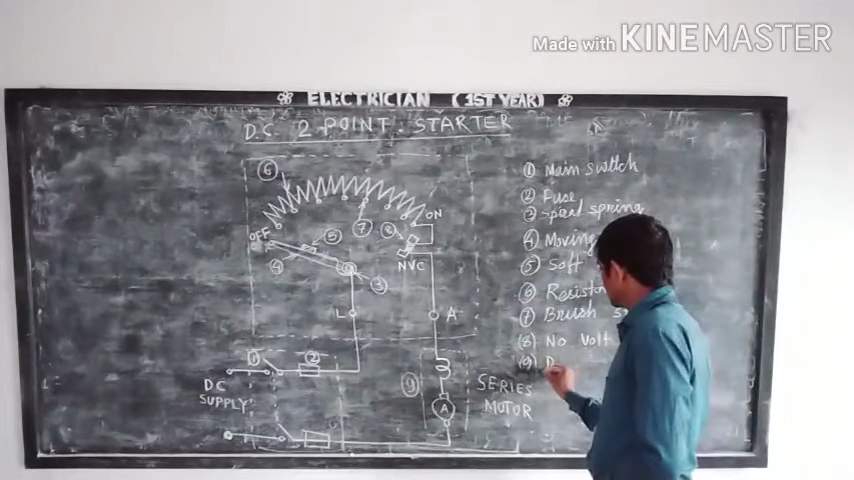 Made with KINEMASTER
ELECTRICIAN (1ST YEAR)
D.C. 2 POINT STARTER
① Main switch
② Fuse
③ Speal spring
④ Moving
⑤ Soft
⑥ Resistor
⑦ Brush
⑧ No Volt
⑨ D
⑥
OFF
⑤
⑦
⑧
ON
④
③
NVC
L
A
①
②
DC
SUPPLY
⑨
A
SERIES
MOTOR